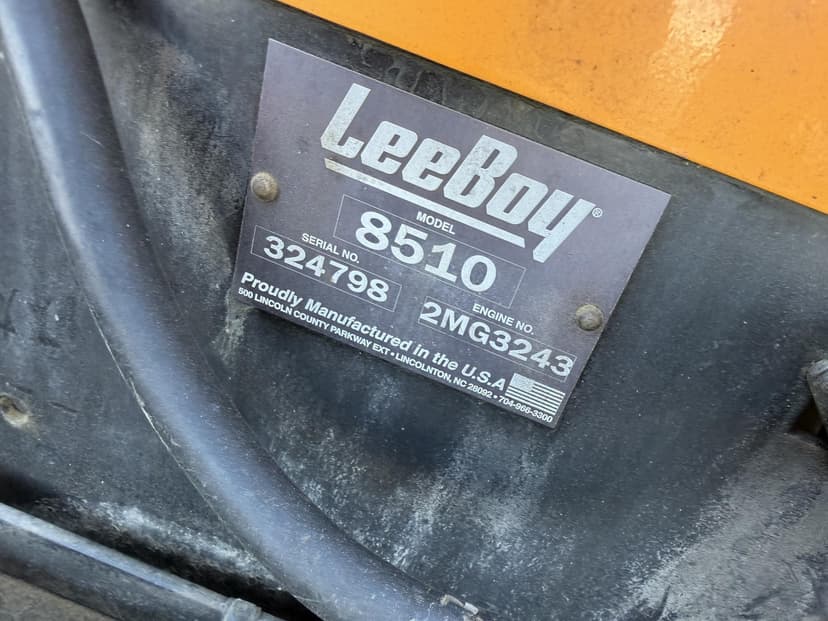 LeeBoy®
MODEL
8510
SERIAL NO.
324798
ENGINE NO.
2MG3243
Proudly Manufactured in the U.S.A
500 LINCOLN COUNTY PARKWAY EXT • LINCOLNTON, NC 28092 • 704-966-3300